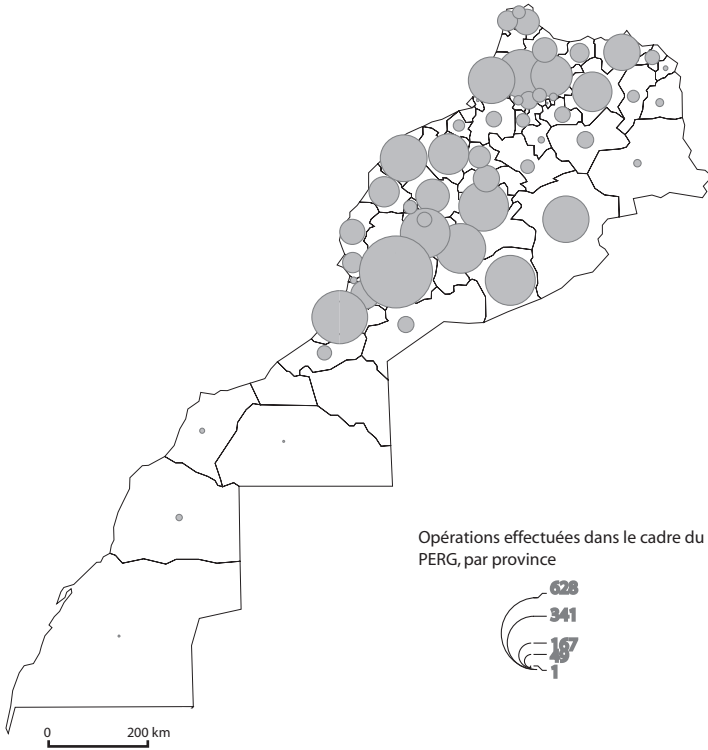 Opérations effectuées dans le cadre du
PERG, par province
628
341
167
49
1
0 200 km